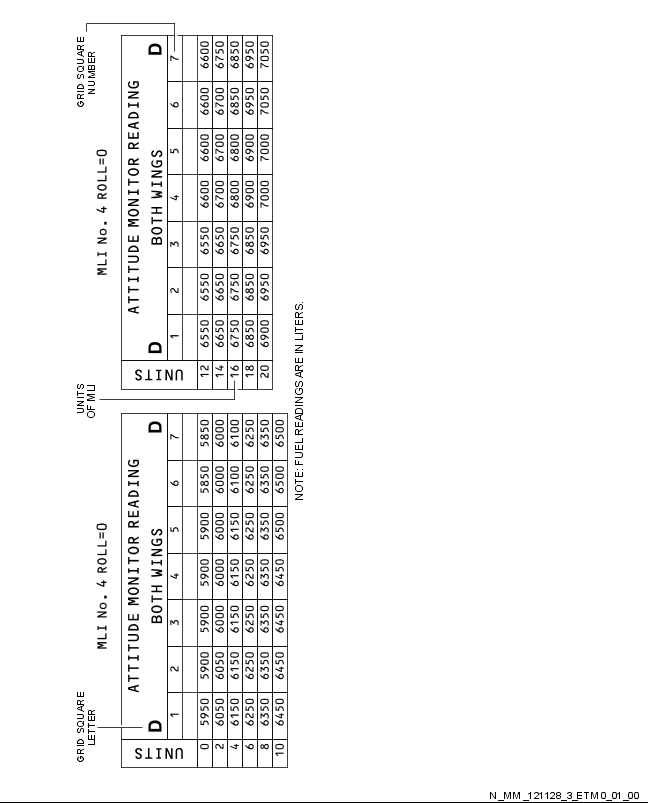 GRID SQUARE
LETTER
MLI No. 4 ROLL=0
UNITS
D ATTITUDE MONITOR READING D
BOTH WINGS
1 2 3 4 5 6 7
0 5950 5900 5900 5900 5900 5850 5850
2 6050 6050 6000 6000 6000 6000 6000
4 6150 6150 6150 6150 6150 6100 6100
6 6250 6250 6250 6250 6250 6250 6250
8 6350 6350 6350 6350 6350 6350 6350
10 6450 6450 6450 6450 6500 6500 6500
UNITS
OF MLI
GRID SQUARE
NUMBER
MLI No. 4 ROLL=0
UNITS
D ATTITUDE MONITOR READING D
BOTH WINGS
1 2 3 4 5 6 7
12 6550 6550 6550 6600 6600 6600 6600
14 6650 6650 6650 6700 6700 6700 6750
16 6750 6750 6750 6800 6800 6850 6850
18 6850 6850 6850 6900 6900 6950 6950
20 6900 6950 6950 7000 7000 7050 7050
NOTE: FUEL READINGS ARE IN LITERS.
N_MM_121128_3_ETM0_01_00